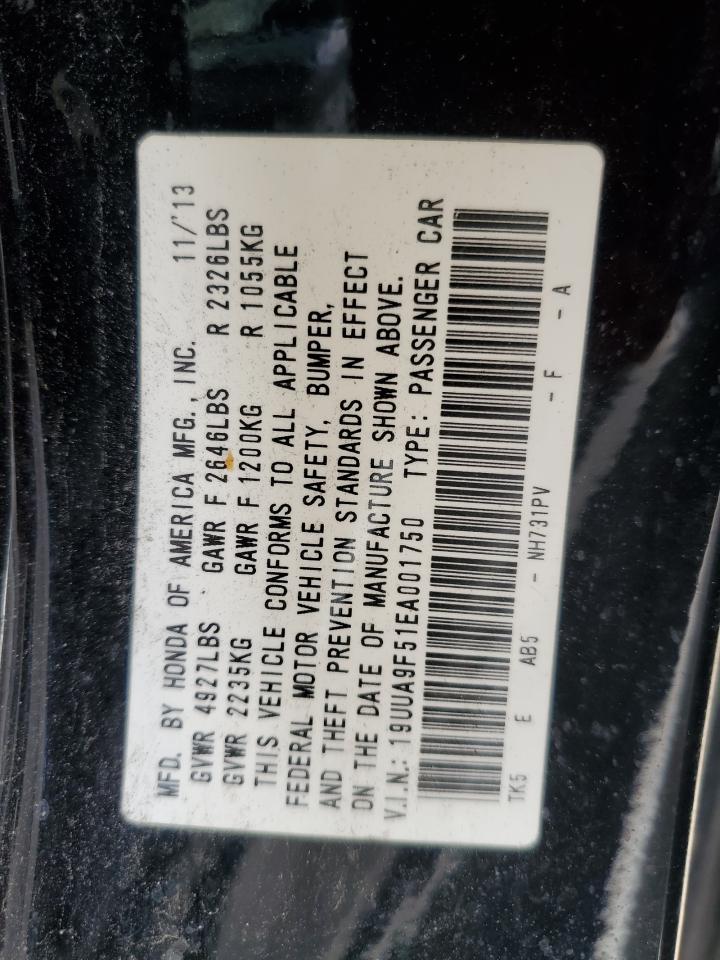 MFD. BY HONDA OF AMERICA MFG., INC. 11/'13
GVWR 4927LBS GAWR F 2646LBS R 2326LBS
GVWR 2235KG GAWR F 1200KG R 1055KG
THIS VEHICLE CONFORMS TO ALL APPLICABLE
FEDERAL MOTOR VEHICLE SAFETY, BUMPER,
AND THEFT PREVENTION STANDARDS IN EFFECT
ON THE DATE OF MANUFACTURE SHOWN ABOVE.
V.I.N.: 19UUA9F51EA001750 TYPE: PASSENGER CAR
TK5 E AB5 - NH731PV - F - A